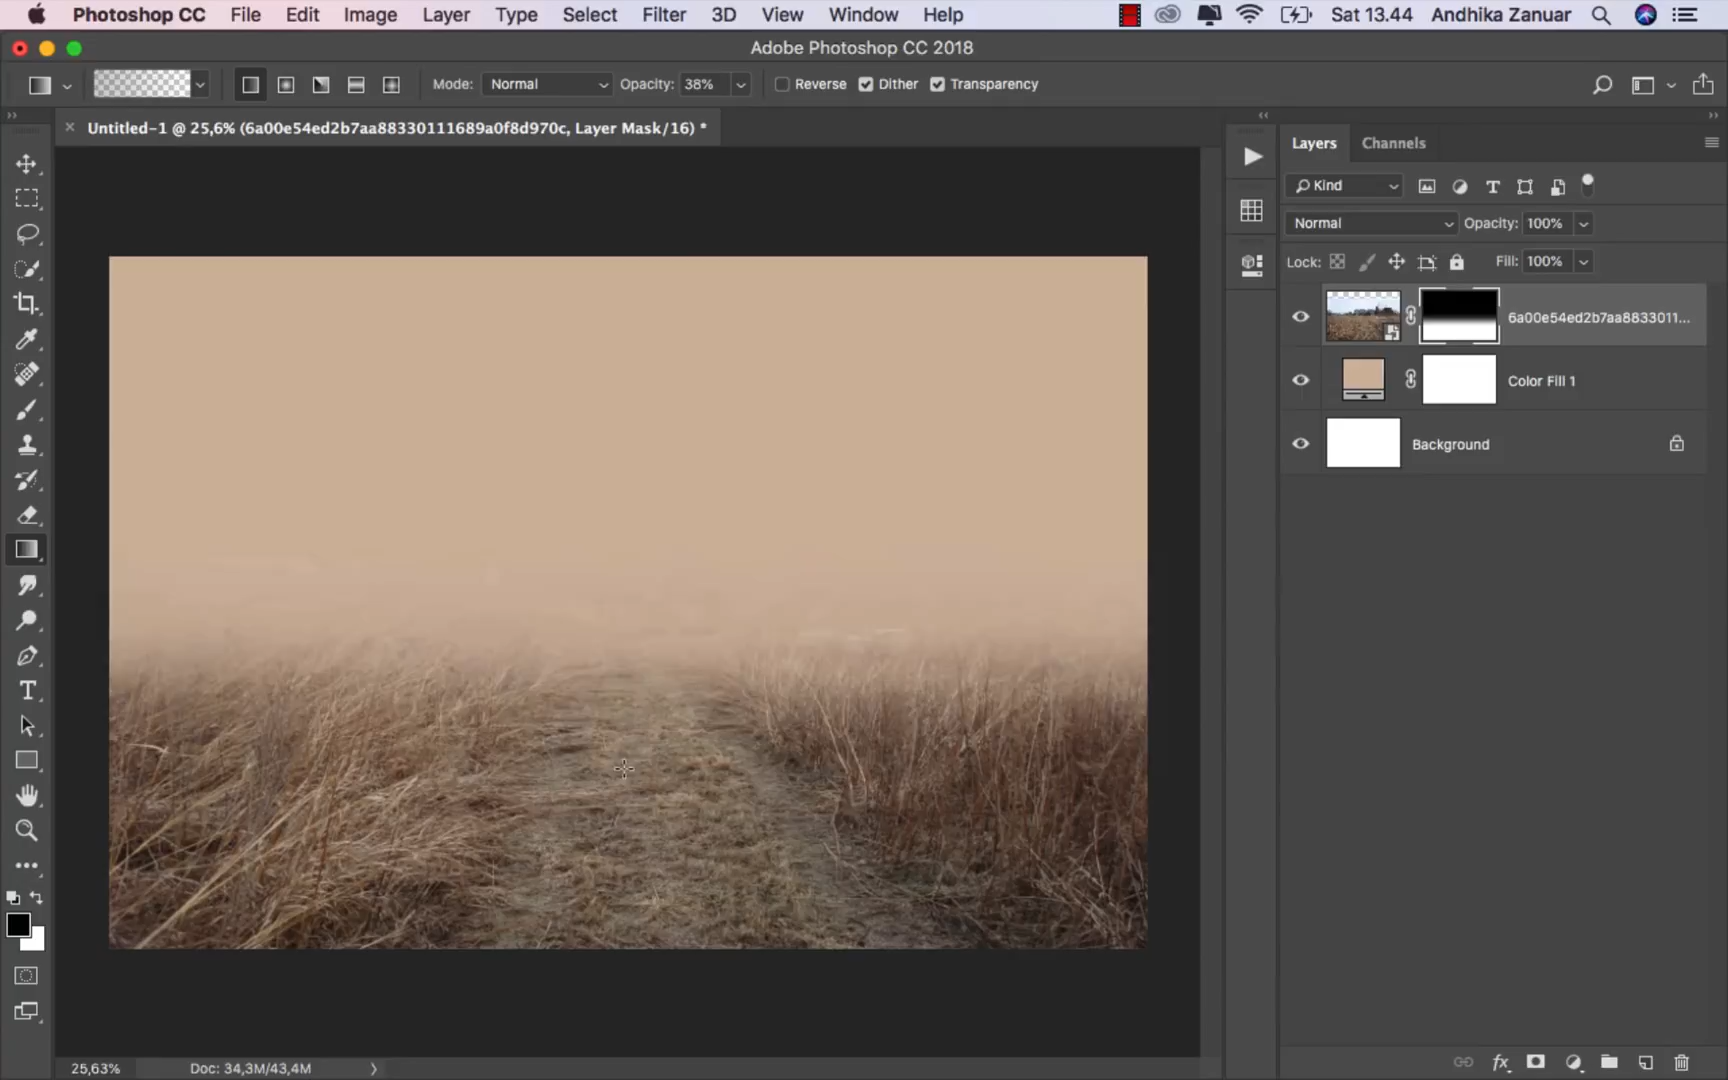 Photoshop CC File Edit Image Layer Type Select Filter 3D View Window Help Sat 13.44 Andhika Zanuar
Adobe Photoshop CC 2018
Mode: Normal Opacity: 38% Reverse Dither Transparency
Untitled-1 @ 25,6% (6a00e54ed2b7aa88330111689a0f8d970c, Layer Mask/16) *
Layers Channels
Kind
Normal Opacity: 100%
Lock: Fill: 100%
6a00e54ed2b7aa8833011...
Color Fill 1
Background
25,63% Doc: 34,3M/43,4M